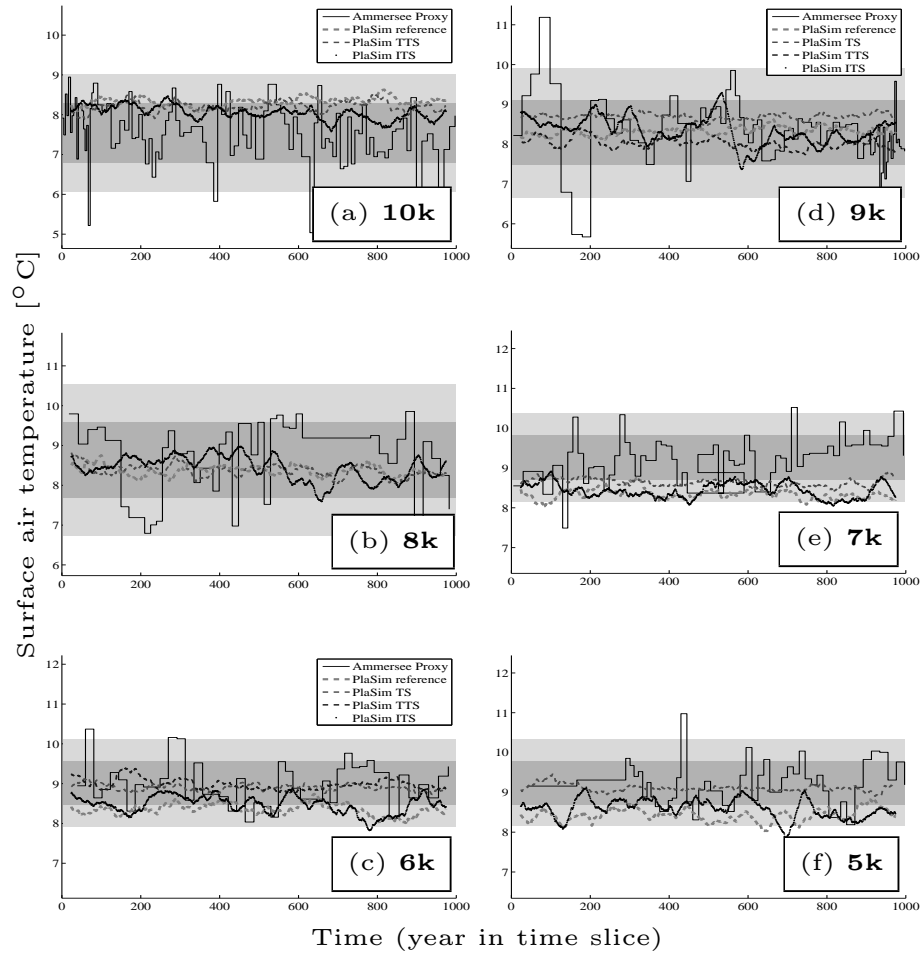 Surface air temperature [°C]
Time (year in time slice)
Ammersee Proxy
PlaSim reference
PlaSim TTS
PlaSim ITS
11
10
9
8
7
6
5
0 200 400 600 800 1000
(a) 10k
Ammersee Proxy
PlaSim reference
PlaSim TS
PlaSim TTS
PlaSim ITS
11
10
9
8
7
6
0 200 400 600 800 1000
(d) 9k
11
10
9
8
7
6
0 200 400 600 800 1000
(b) 8k
12
11
10
9
8
7
0 200 400 600 800 1000
(e) 7k
Ammersee Proxy
PlaSim reference
PlaSim TS
PlaSim TTS
PlaSim ITS
12
11
10
9
8
7
0 200 400 600 800 1000
(c) 6k
12
11
10
9
8
7
6
0 200 400 600 800 1000
(f) 5k